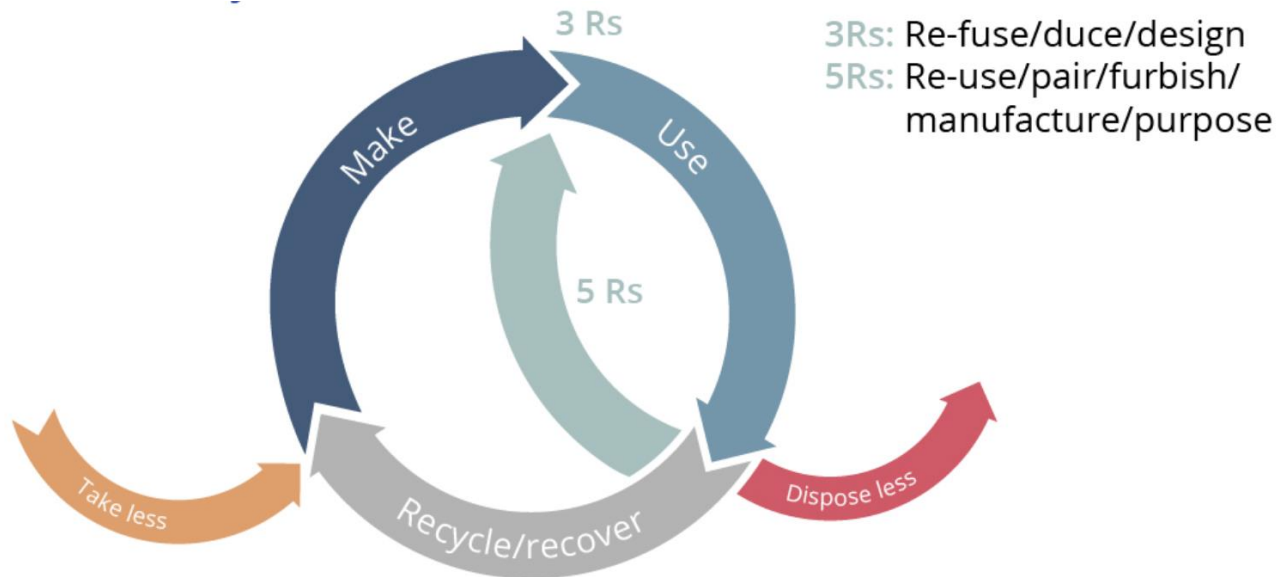 3 Rs
3Rs: Re-fuse/duce/design
5Rs: Re-use/pair/furbish/
manufacture/purpose
Make
Use
5 Rs
Take less
Recycle/recover
Dispose less